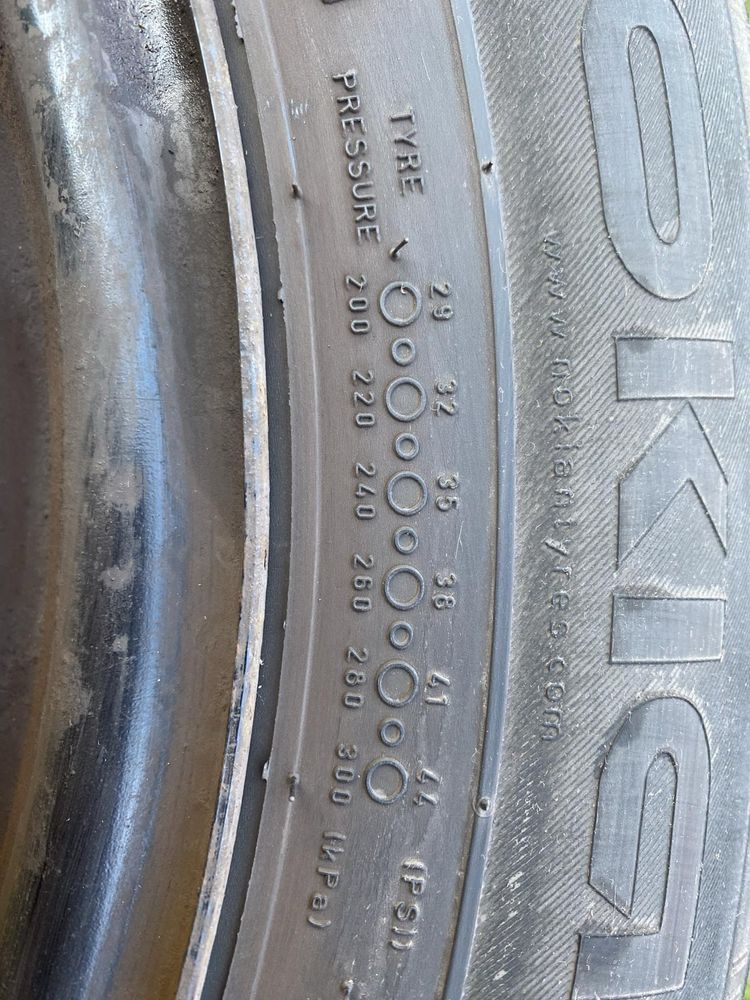 TYRE
PRESSURE
29 32 35 38 41 44 (PSI)
200 220 240 260 280 300 (kPa)
www.nokiantyres.com
OKIA